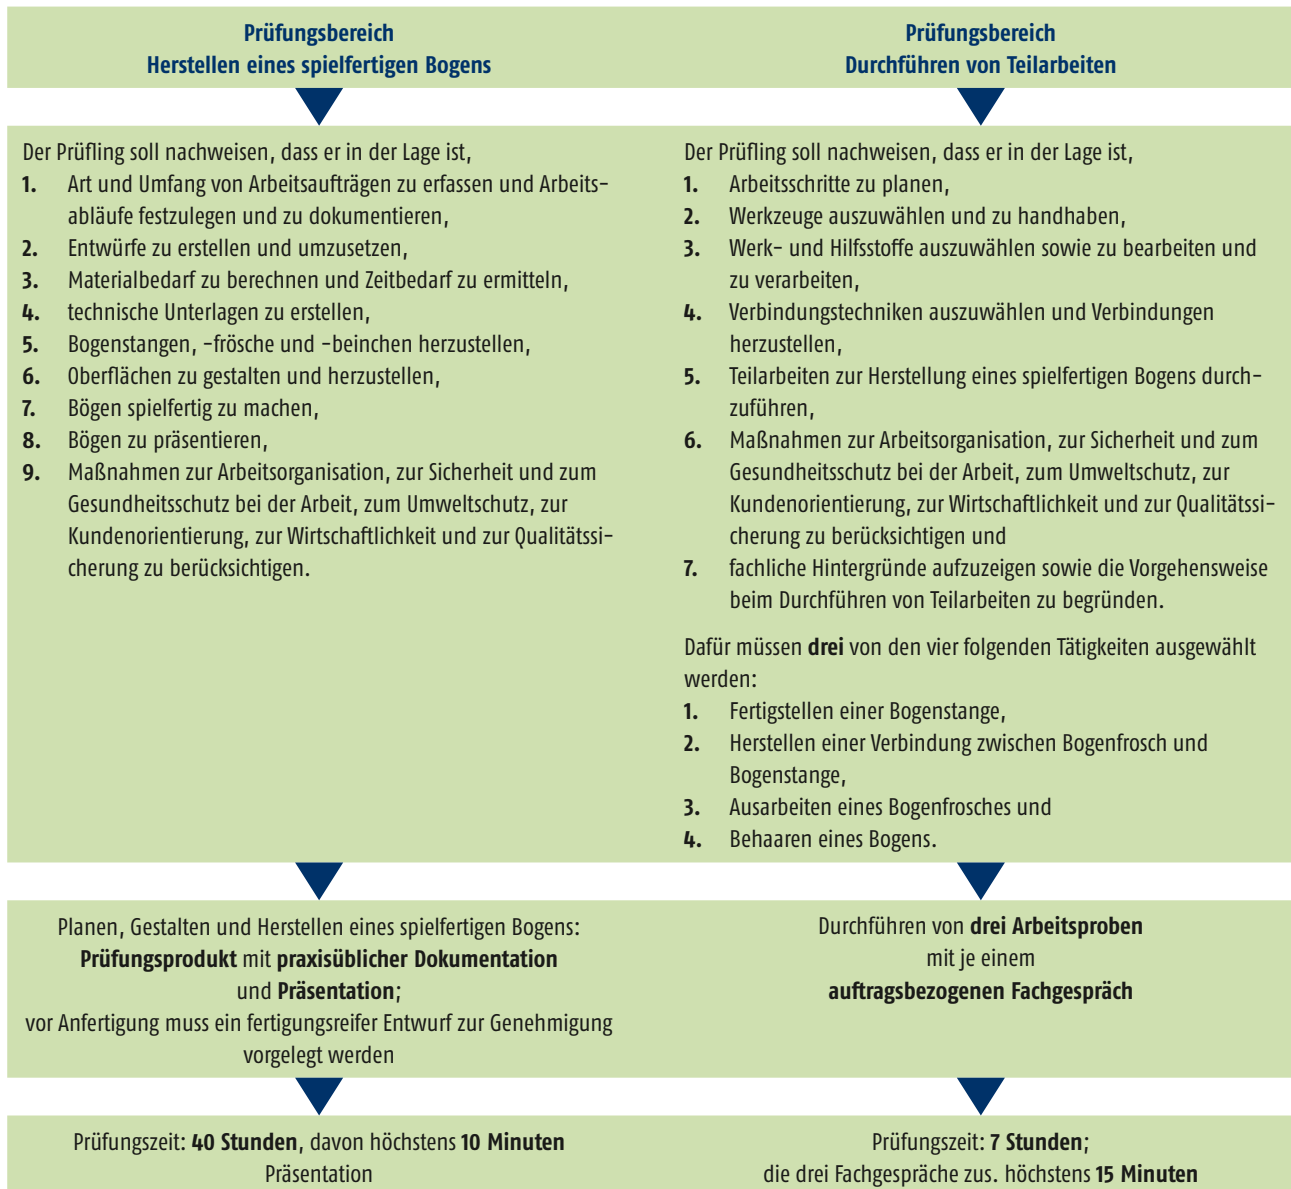 Prüfungsbereich
Herstellen eines spielfertigen Bogens
Der Prüfling soll nachweisen, dass er in der Lage ist,
1. Art und Umfang von Arbeitsaufträgen zu erfassen und Arbeits-
abläufe festzulegen und zu dokumentieren,
2. Entwürfe zu erstellen und umzusetzen,
3. Materialbedarf zu berechnen und Zeitbedarf zu ermitteln,
4. technische Unterlagen zu erstellen,
5. Bogenstangen, -frösche und -beinchen herzustellen,
6. Oberflächen zu gestalten und herzustellen,
7. Bögen spielfertig zu machen,
8. Bögen zu präsentieren,
9. Maßnahmen zur Arbeitsorganisation, zur Sicherheit und zum
Gesundheitsschutz bei der Arbeit, zum Umweltschutz, zur
Kundenorientierung, zur Wirtschaftlichkeit und zur Qualitätssi-
cherung zu berücksichtigen.
Planen, Gestalten und Herstellen eines spielfertigen Bogens:
Prüfungsprodukt mit praxisüblicher Dokumentation
und Präsentation;
vor Anfertigung muss ein fertigungsreifer Entwurf zur Genehmigung
vorgelegt werden
Prüfungszeit: 40 Stunden, davon höchstens 10 Minuten
Präsentation
Prüfungsbereich
Durchführen von Teilarbeiten
Der Prüfling soll nachweisen, dass er in der Lage ist,
1. Arbeitsschritte zu planen,
2. Werkzeuge auszuwählen und zu handhaben,
3. Werk- und Hilfsstoffe auszuwählen sowie zu bearbeiten und
zu verarbeiten,
4. Verbindungstechniken auszuwählen und Verbindungen
herzustellen,
5. Teilarbeiten zur Herstellung eines spielfertigen Bogens durch-
zuführen,
6. Maßnahmen zur Arbeitsorganisation, zur Sicherheit und zum
Gesundheitsschutz bei der Arbeit, zum Umweltschutz, zur
Kundenorientierung, zur Wirtschaftlichkeit und zur Qualitätssi-
cherung zu berücksichtigen und
7. fachliche Hintergründe aufzuzeigen sowie die Vorgehensweise
beim Durchführen von Teilarbeiten zu begründen.
Dafür müssen drei von den vier folgenden Tätigkeiten ausgewählt
werden:
1. Fertigstellen einer Bogenstange,
2. Herstellen einer Verbindung zwischen Bogenfrosch und
Bogenstange,
3. Ausarbeiten eines Bogenfrosches und
4. Behaaren eines Bogens.
Durchführen von drei Arbeitsproben
mit je einem
auftragsbezogenen Fachgespräch
Prüfungszeit: 7 Stunden;
die drei Fachgespräche zus. höchstens 15 Minuten